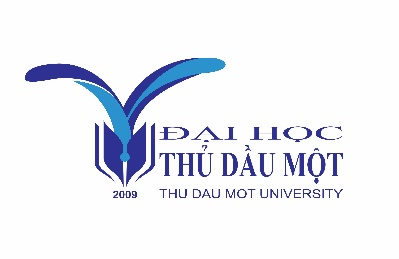 ĐẠI HỌC
THỦ DẦU MỘT
2009
THU DAU MOT UNIVERSITY